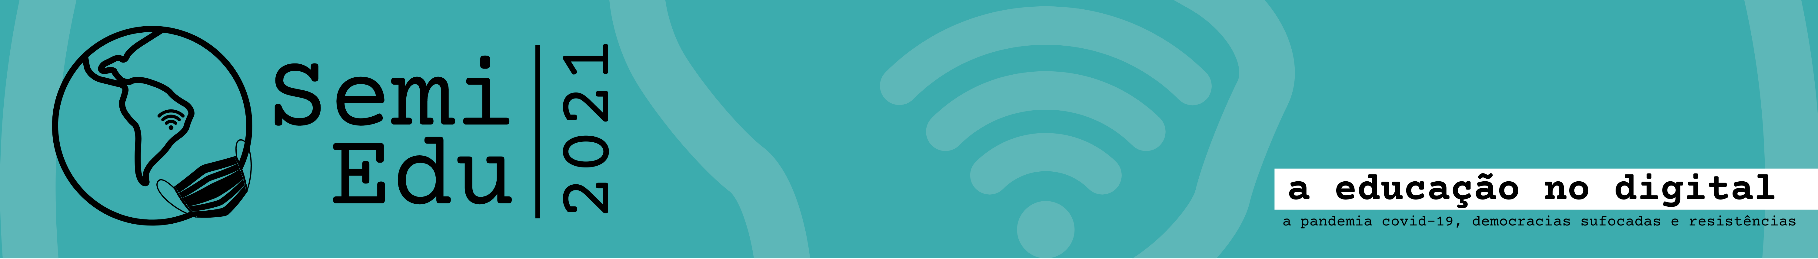 Semi
Edu
2021
a educação no digital
a pandemia covid-19, democracias sufocadas e resistências